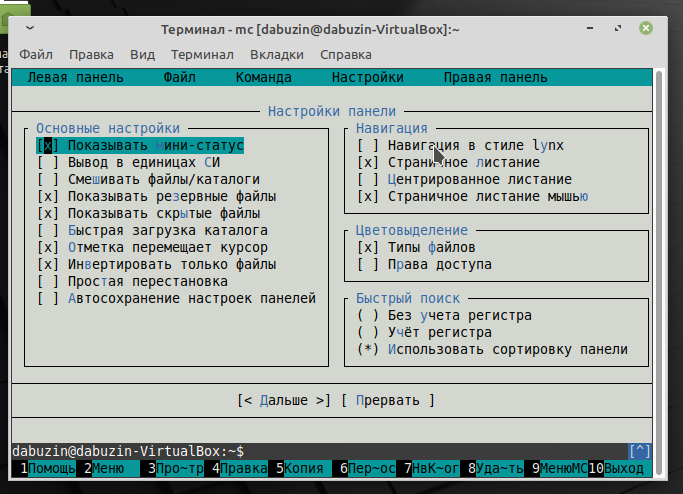 Терминал - mc [dabuzin@dabuzin-VirtualBox]:~
Файл Правка Вид Терминал Вкладки Справка
Левая панель Файл Команда Настройки Правая панель
Настройки панели
Основные настройки
[x] Показывать мини-статус
[ ] Вывод в единицах СИ
[ ] Смешивать файлы/каталоги
[x] Показывать резервные файлы
[x] Показывать скрытые файлы
[ ] Быстрая загрузка каталога
[x] Отметка перемещает курсор
[x] Инвертировать только файлы
[ ] Простая перестановка
[ ] Автосохранение настроек панелей
Навигация
[ ] Навигация в стиле lynx
[x] Страничное листание
[ ] Центрированное листание
[x] Страничное листание мышью
Цветовыделение
[x] Типы файлов
[ ] Права доступа
Быстрый поиск
( ) Без учета регистра
( ) Учёт регистра
(*) Использовать сортировку панели
[< Дальше >] [ Прервать ]
dabuzin@dabuzin-VirtualBox:~$ [^]
1Помощь 2Меню 3Про~тр 4Правка 5Копия 6Пер~ос 7НвК~ог 8Уда~ть 9МенюMC 10Выход